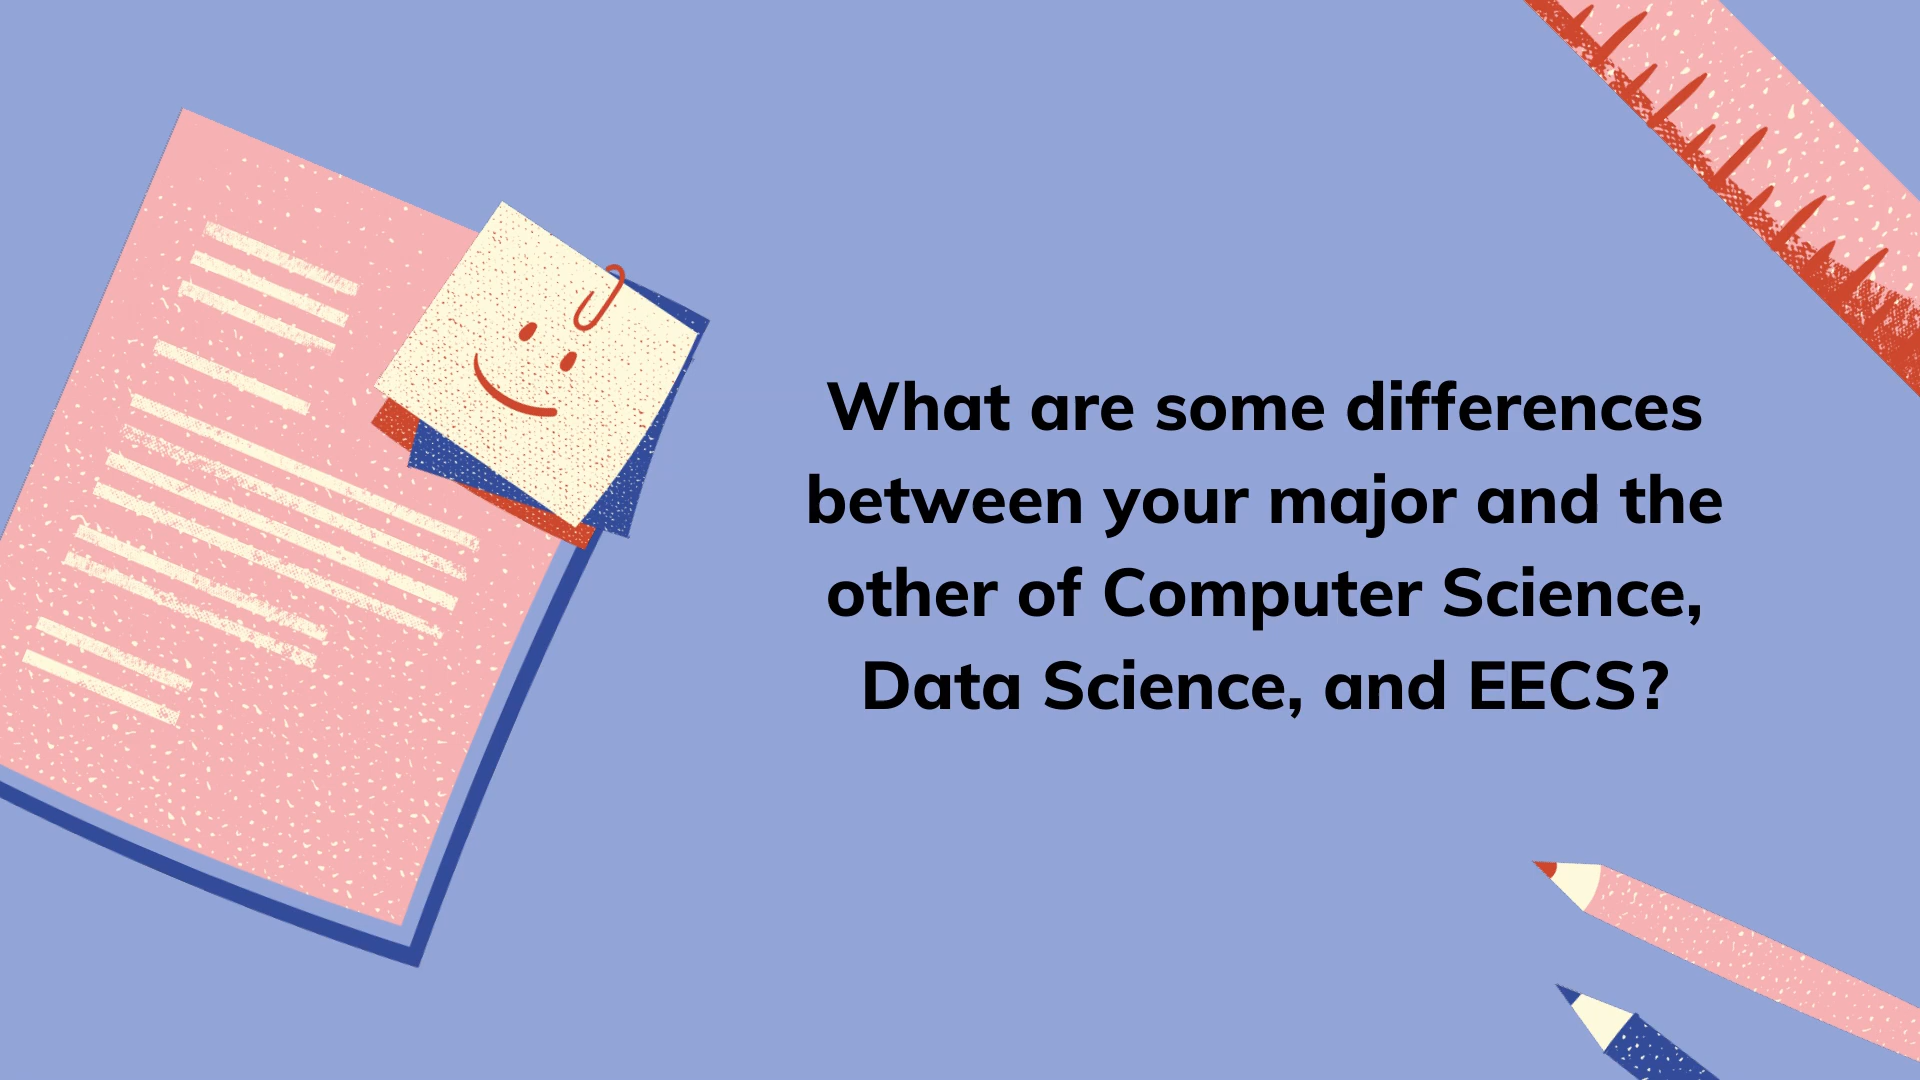 What are some differences
between your major and the
other of Computer Science,
Data Science, and EECS?